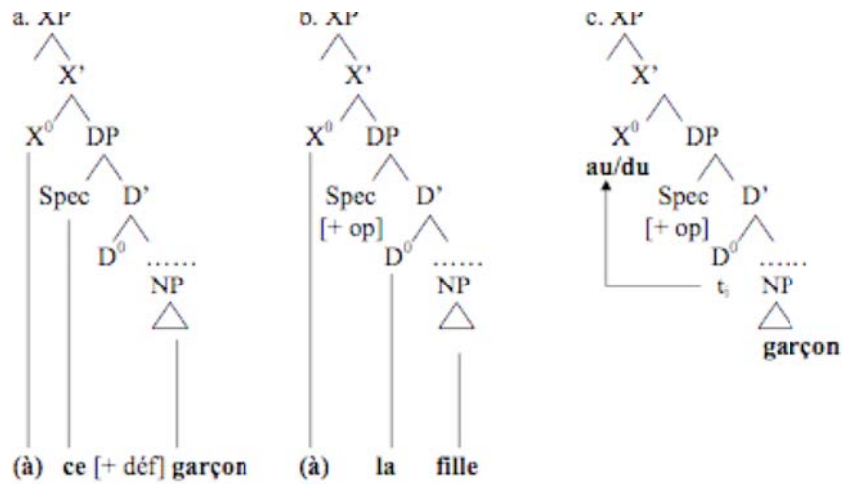 a. XP b. XP c. XP
X’ X’ X’
X⁰ DP X⁰ DP X⁰ DP
au/du
Spec D’ Spec D’ Spec D’
[+ op] [+ op]
D⁰ ...... D⁰ ...... D⁰ ......
NP NP tᵢ NP
garçon
(à) ce [+ déf] garçon (à) la fille